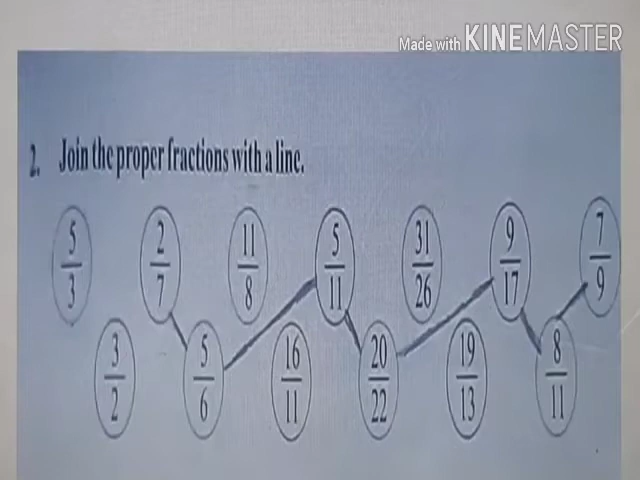 Made with KINEMASTER
2. Join the proper fractions with a line.
5/3 2/7 11/8 5/11 31/26 9/17 7/9
3/2 5/6 16/11 20/22 19/13 8/11